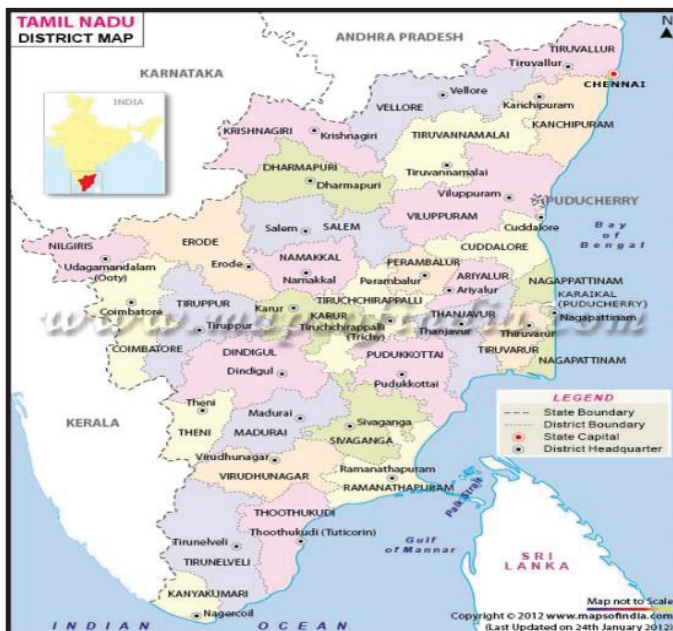 TAMIL NADU
DISTRICT MAP
N
ANDHRA PRADESH
KARNATAKA
INDIA
TIRUVALLUR
Tiruvallur
CHENNAI
Vellore
VELLORE
Kanchipuram
KANCHIPURAM
KRISHNAGIRI
Krishnagiri
TIRUVANNAMALAI
Tiruvannamalai
DHARMAPURI
Dharmapuri
Viluppuram
VILUPPURAM
PUDUCHERRY
Cuddalore
CUDDALORE
Bay
of
Bengal
Salem
SALEM
ERODE
Erode
NILGIRIS
Udagamandalam
(Ooty)
NAMAKKAL
Namakkal
PERAMBALUR
Perambalur
ARIYALUR
Ariyalur
NAGAPPATTINAM
KARAIKAL
(PUDUCHERRY)
Nagapattinam
Coimbatore
COIMBATORE
TIRUPPUR
Tiruppur
Karur
KARUR
TIRUCHCHIRAPPALLI
Tiruchchirappalli
(Trichy)
THANJAVUR
Thanjavur
Thiruvarur
TIRUVARUR
NAGAPATTINAM
DINDIGUL
Dindigul
PUDUKKOTTAI
Pudukkottai
Theni
THENI
Madurai
MADURAI
Sivaganga
SIVAGANGA
KERALA
Virudhunagar
VIRUDHUNAGAR
Ramanathapuram
RAMANATHAPURAM
Palk Strait
THOOTHUKUDI
Thoothukudi (Tuticorin)
Tirunelveli
TIRUNELVELI
Gulf
of Mannar
KANYAKUMARI
Nagercoil
SRI
LANKA
INDIAN OCEAN
LEGEND
State Boundary
District Boundary
State Capital
District Headquarter
Map not to Scale
Copyright © 2012 www.mapsofindia.com
(Last Updated on 24th January 2012)